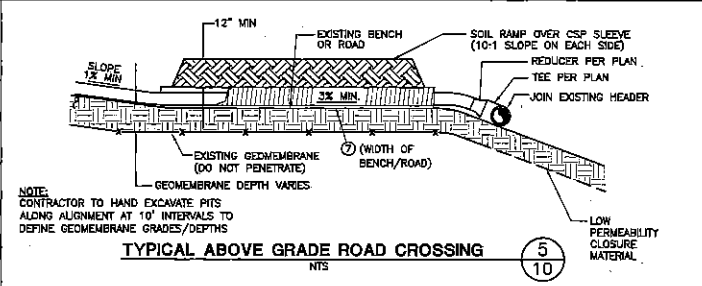 12" MIN
EXISTING BENCH
OR ROAD
SOIL RAMP OVER CSP SLEEVE
(10:1 SLOPE ON EACH SIDE)
REDUCER PER PLAN
TEE PER PLAN
JOIN EXISTING HEADER
SLOPE
1% MIN
3% MIN.
7 (WIDTH OF
BENCH/ROAD)
EXISTING GEOMEMBRANE
(DO NOT PENETRATE)
GEOMEMBRANE DEPTH VARIES
NOTE:
CONTRACTOR TO HAND EXCAVATE PITS
ALONG ALIGNMENT AT 10' INTERVALS TO
DEFINE GEOMEMBRANE GRADES/DEPTHS
LOW
PERMEABILITY
CLOSURE
MATERIAL
TYPICAL ABOVE GRADE ROAD CROSSING
NTS
5
10